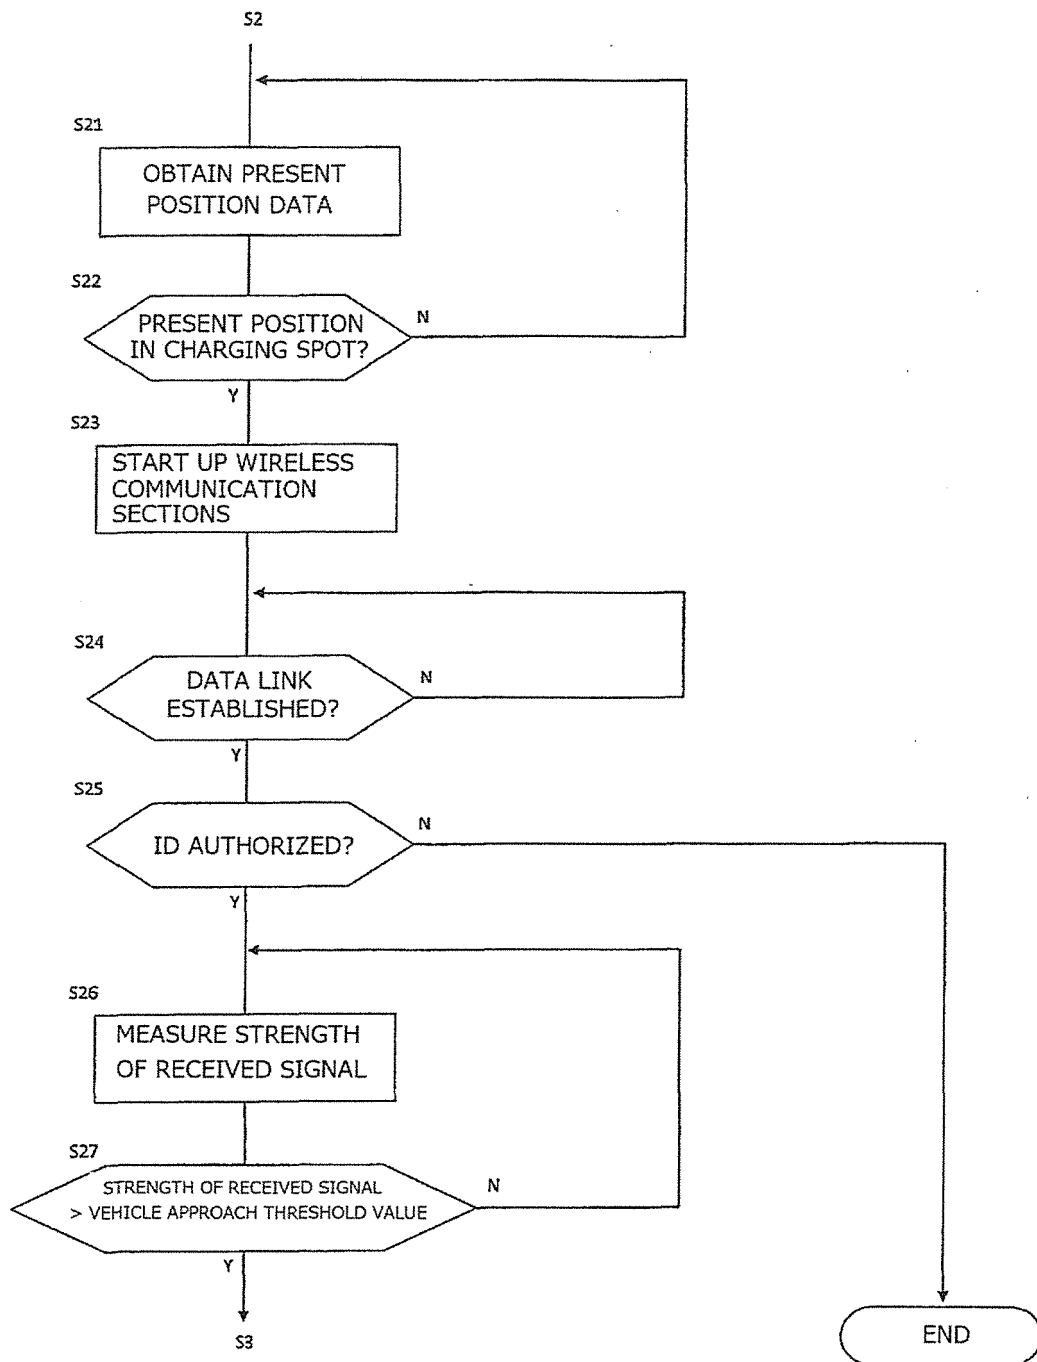 S2
S21
OBTAIN PRESENT
POSITION DATA
S22
PRESENT POSITION
IN CHARGING SPOT?
N
Y
S23
START UP WIRELESS
COMMUNICATION
SECTIONS
S24
DATA LINK
ESTABLISHED?
N
Y
S25
ID AUTHORIZED?
N
Y
S26
MEASURE STRENGTH
OF RECEIVED SIGNAL
S27
STRENGTH OF RECEIVED SIGNAL
> VEHICLE APPROACH THRESHOLD VALUE
N
Y
S3
END